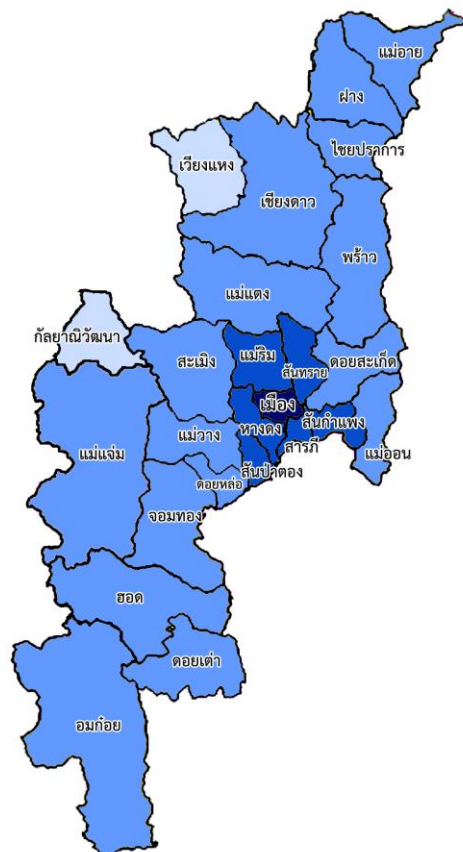 แม่อาย
ฝาง
ไชยปราการ
เวียงแหง
เชียงดาว
พร้าว
แม่แตง
กัลยาณิวัฒนา
สะเมิง
แม่ริม
สันทราย
ดอยสะเก็ด
เมือง
แม่แจ่ม
แม่วาง
หางดง
สันกำแพง
สารภี
แม่ออน
สันป่าตอง
ดอยหล่อ
จอมทอง
ฮอด
ดอยเต่า
อมก๋อย